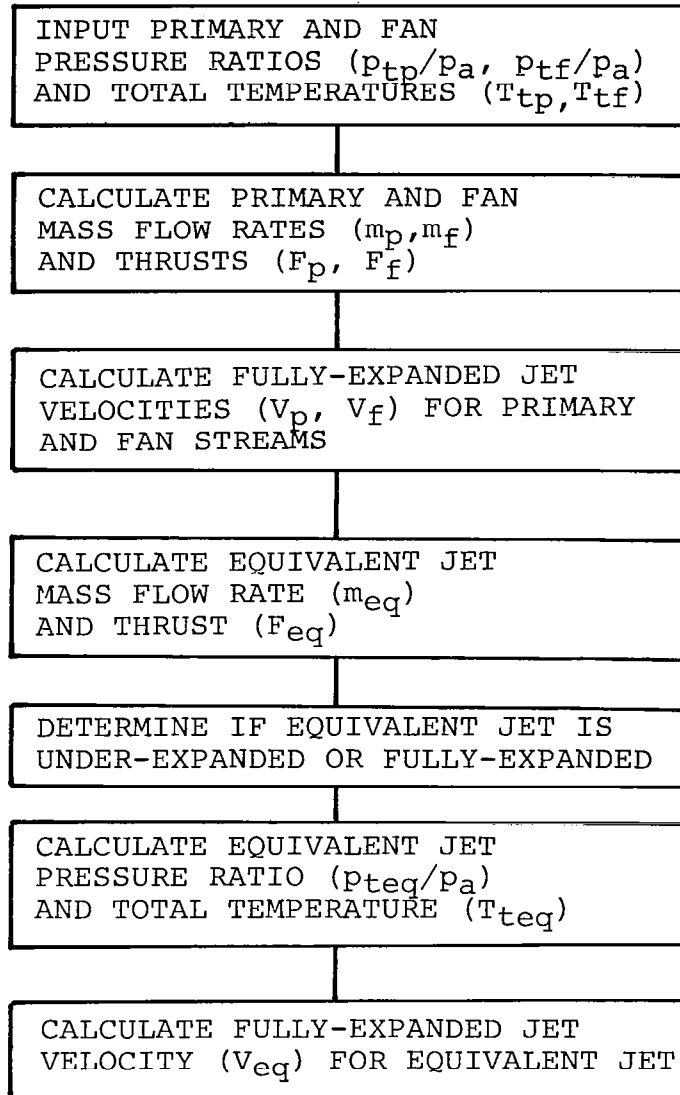 INPUT PRIMARY AND FAN
PRESSURE RATIOS (ptp/pa, ptf/pa)
AND TOTAL TEMPERATURES (Ttp,Ttf)
CALCULATE PRIMARY AND FAN
MASS FLOW RATES (mp,mf)
AND THRUSTS (Fp, Ff)
CALCULATE FULLY-EXPANDED JET
VELOCITIES (Vp, Vf) FOR PRIMARY
AND FAN STREAMS
CALCULATE EQUIVALENT JET
MASS FLOW RATE (meq)
AND THRUST (Feq)
DETERMINE IF EQUIVALENT JET IS
UNDER-EXPANDED OR FULLY-EXPANDED
CALCULATE EQUIVALENT JET
PRESSURE RATIO (pteq/pa)
AND TOTAL TEMPERATURE (Tteq)
CALCULATE FULLY-EXPANDED JET
VELOCITY (Veq) FOR EQUIVALENT JET